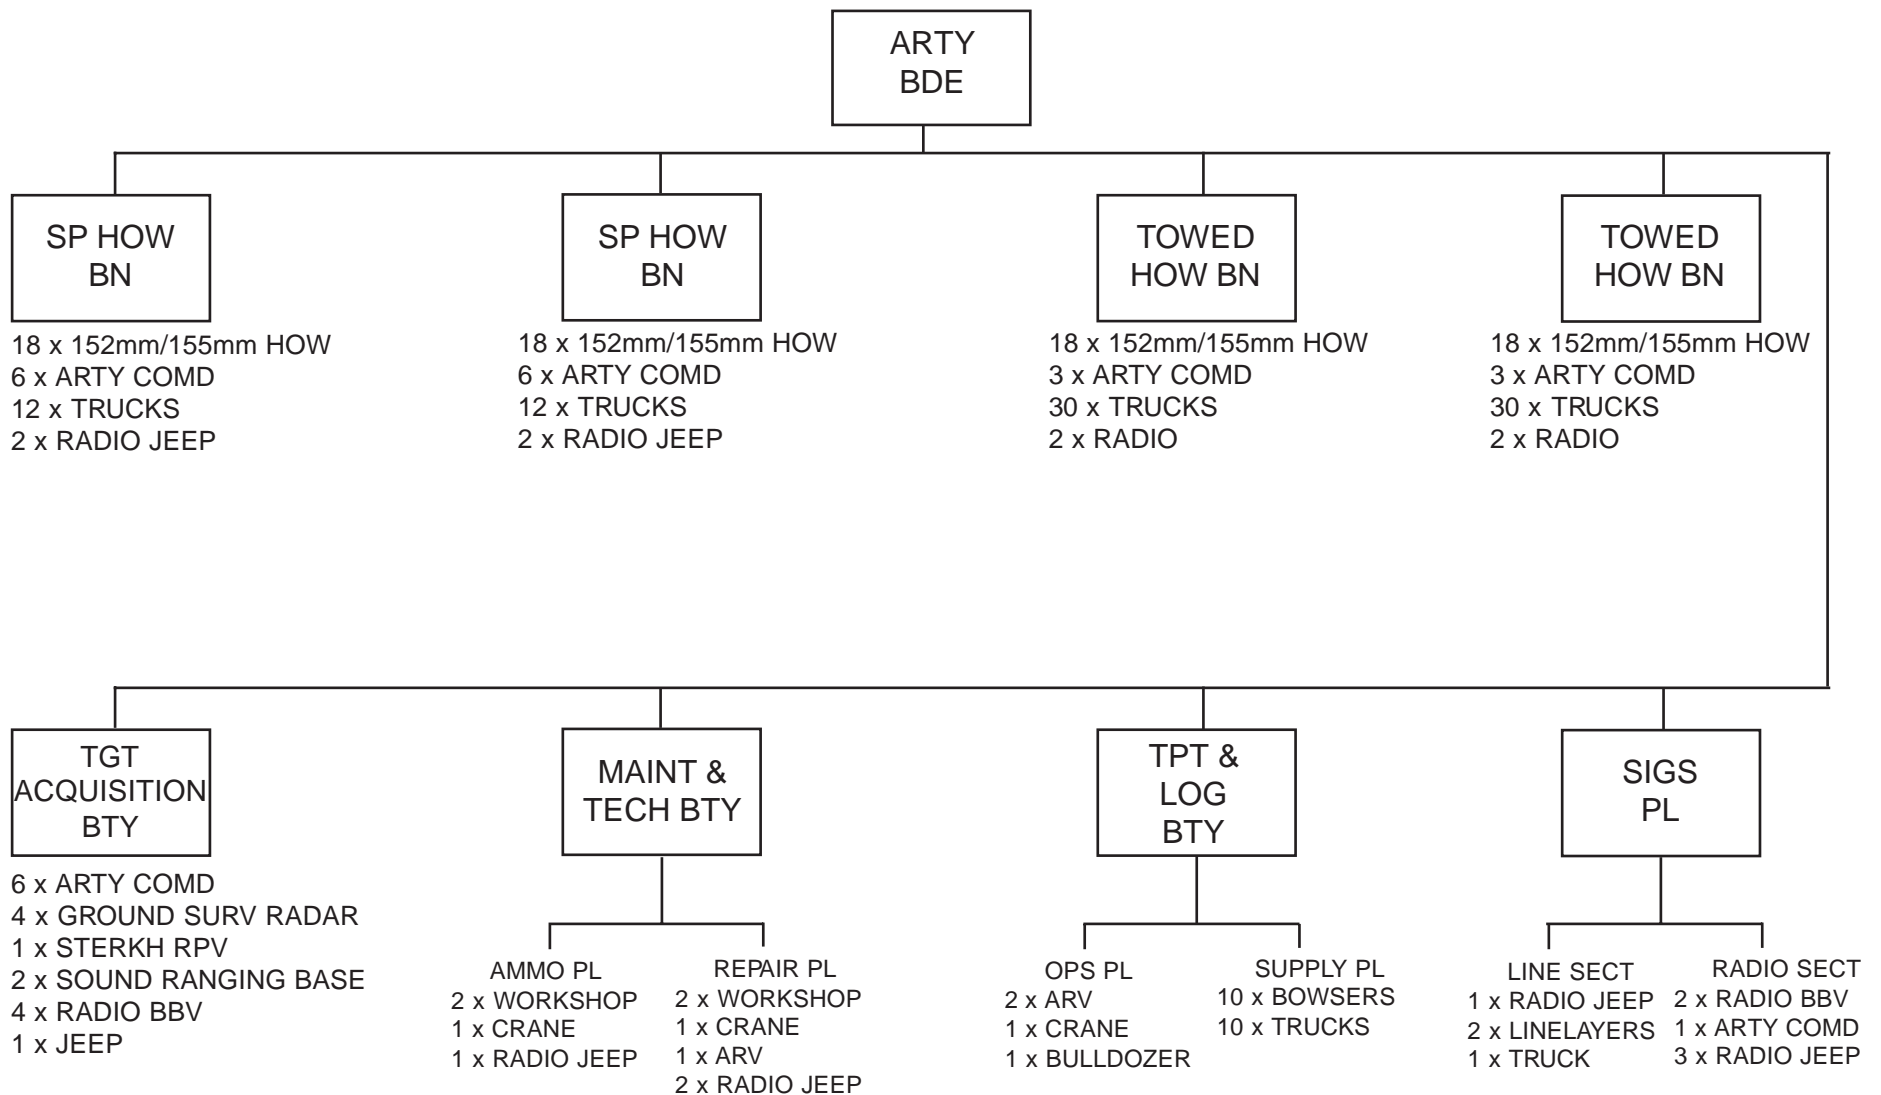 ARTY
BDE
SP HOW
BN
18 x 152mm/155mm HOW
6 x ARTY COMD
12 x TRUCKS
2 x RADIO JEEP
SP HOW
BN
18 x 152mm/155mm HOW
6 x ARTY COMD
12 x TRUCKS
2 x RADIO JEEP
TOWED
HOW BN
18 x 152mm/155mm HOW
3 x ARTY COMD
30 x TRUCKS
2 x RADIO
TOWED
HOW BN
18 x 152mm/155mm HOW
3 x ARTY COMD
30 x TRUCKS
2 x RADIO
TGT
ACQUISITION
BTY
6 x ARTY COMD
4 x GROUND SURV RADAR
1 x STERKH RPV
2 x SOUND RANGING BASE
4 x RADIO BBV
1 x JEEP
MAINT &
TECH BTY
AMMO PL
2 x WORKSHOP
1 x CRANE
1 x RADIO JEEP
REPAIR PL
2 x WORKSHOP
1 x CRANE
1 x ARV
2 x RADIO JEEP
TPT &
LOG
BTY
OPS PL
2 x ARV
1 x CRANE
1 x BULLDOZER
SUPPLY PL
10 x BOWSERS
10 x TRUCKS
SIGS
PL
LINE SECT
1 x RADIO JEEP
2 x LINELAYERS
1 x TRUCK
RADIO SECT
2 x RADIO BBV
1 x ARTY COMD
3 x RADIO JEEP